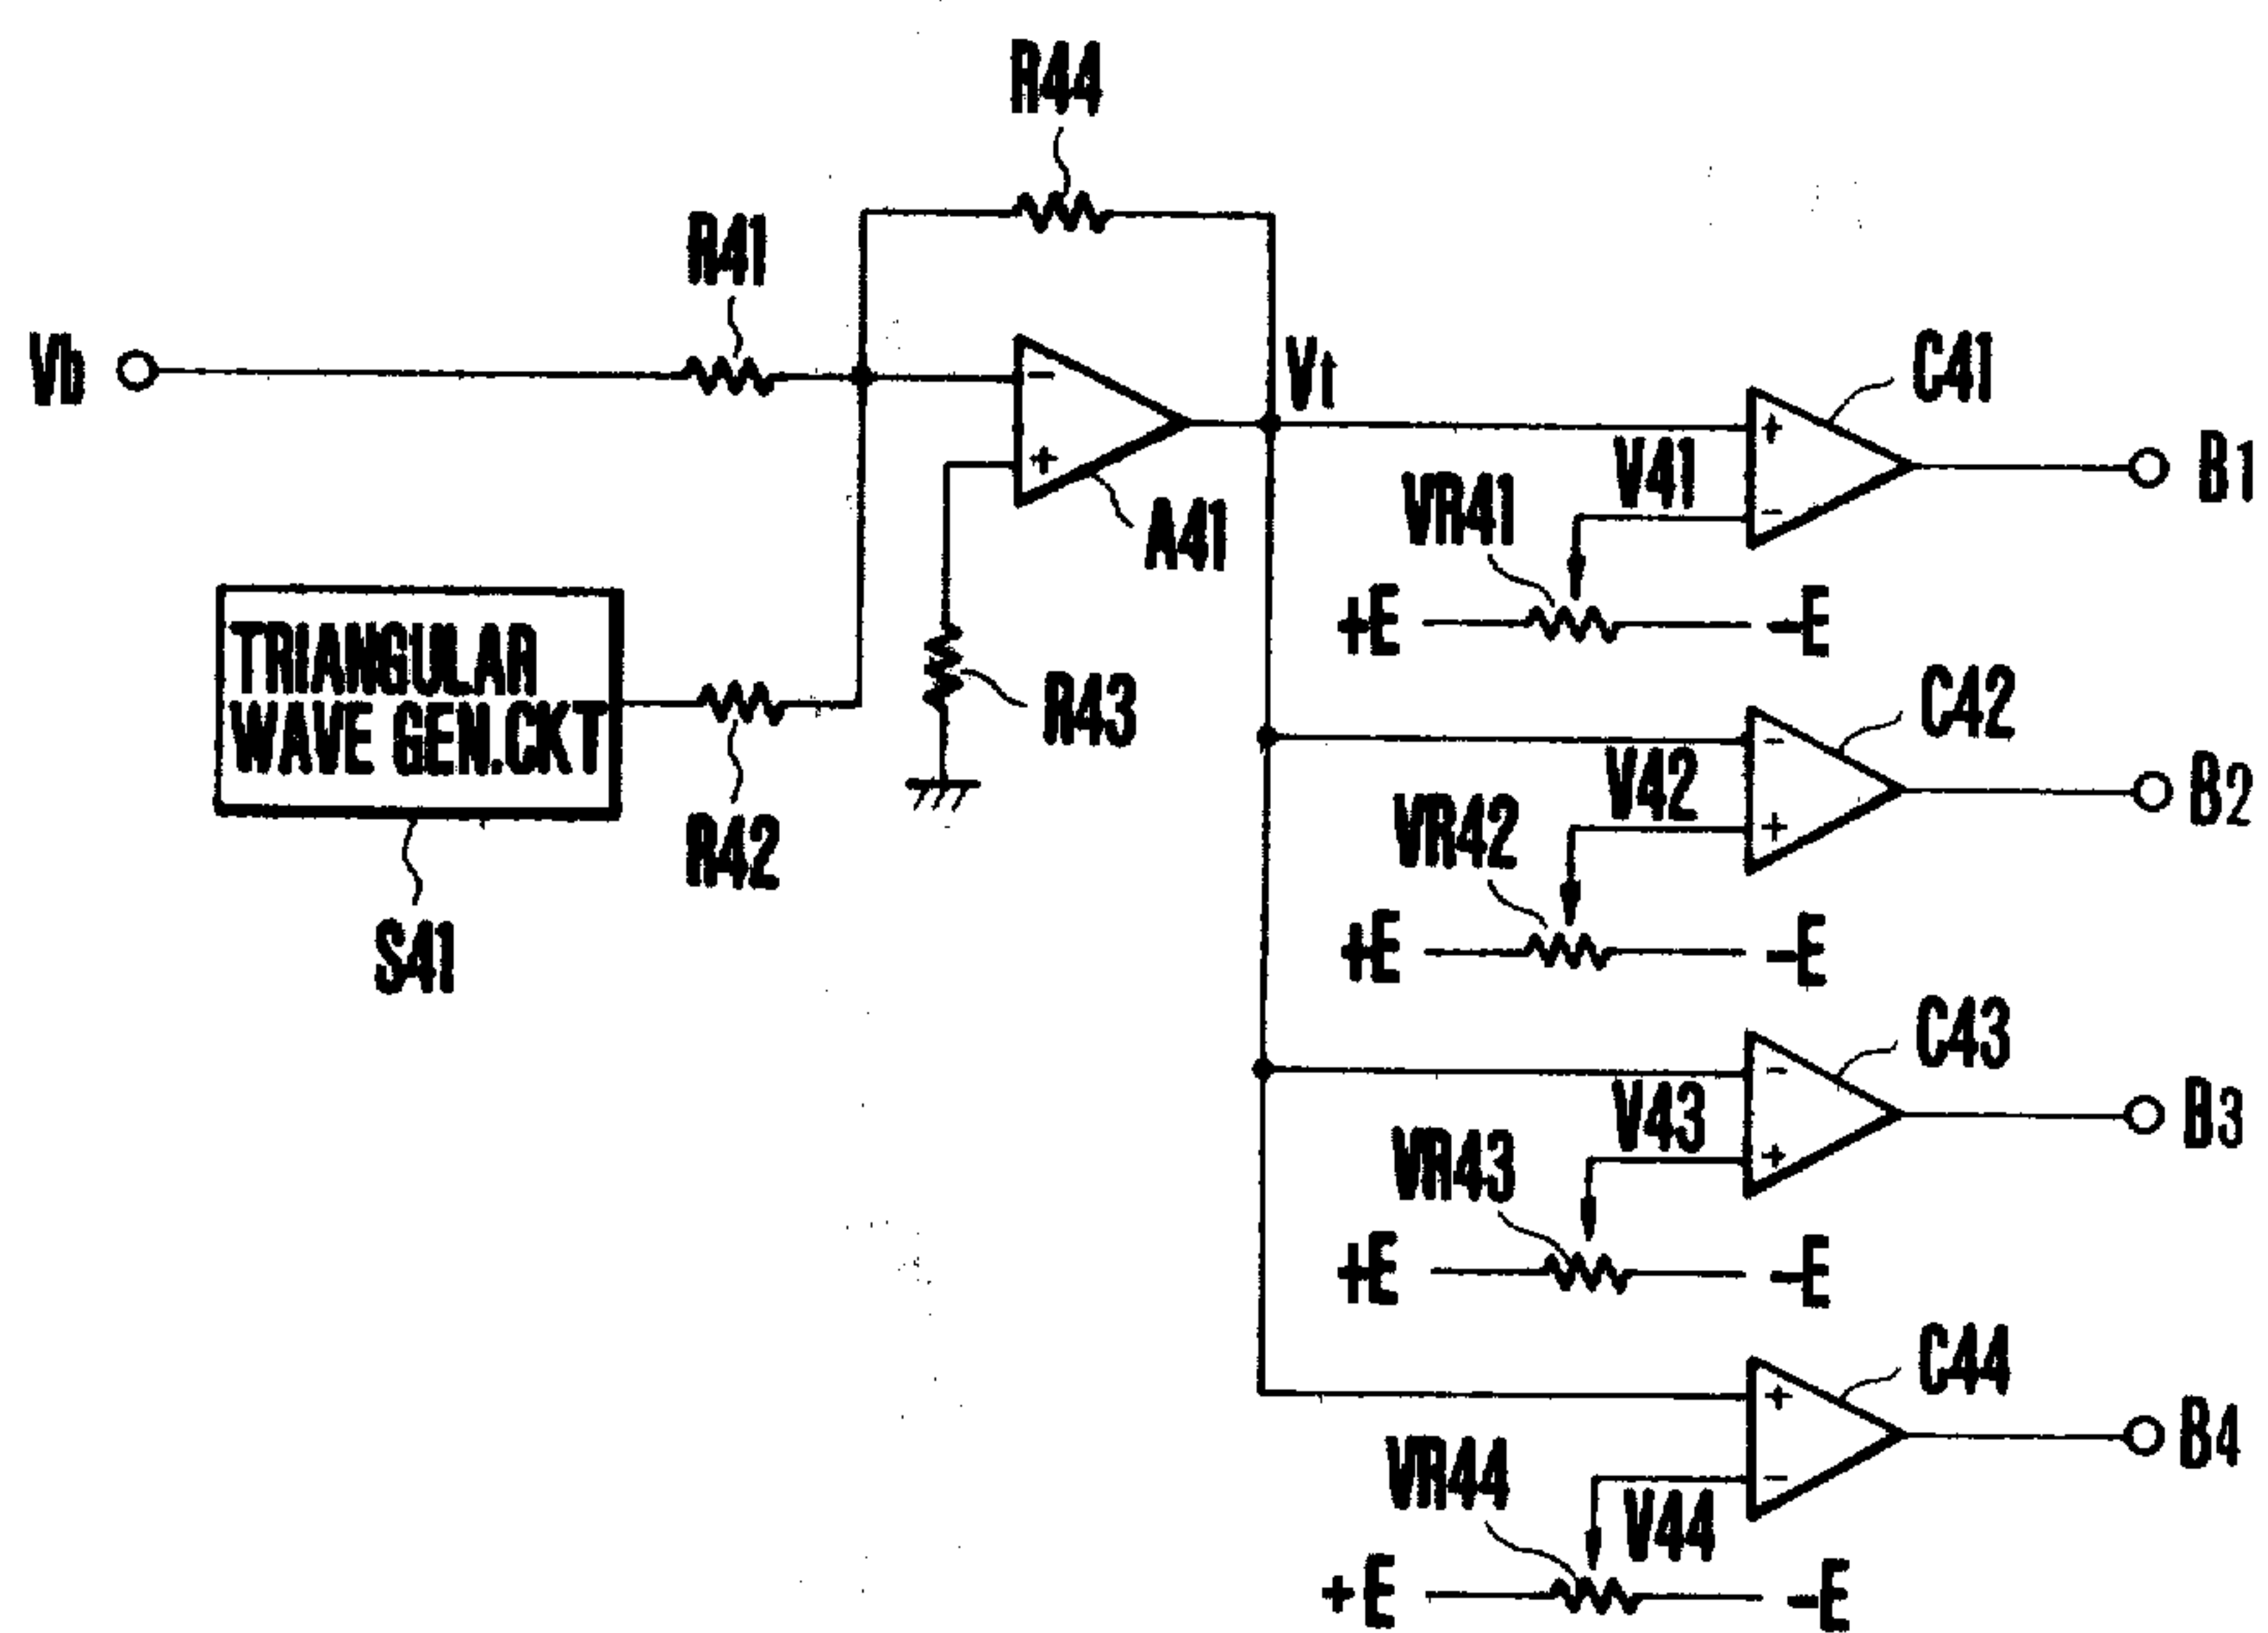 R44
R41
VD
Vt
C41
-
+
+
-
A41
V41
VR41
B1
+E
-E
TRIANGULAR
WAVE GEN.CKT
R43
R42
S41
C42
-
+
V42
VR42
B2
+E
-E
C43
-
+
V43
VR43
B3
+E
-E
C44
+
-
VR44
V44
B4
+E
-E